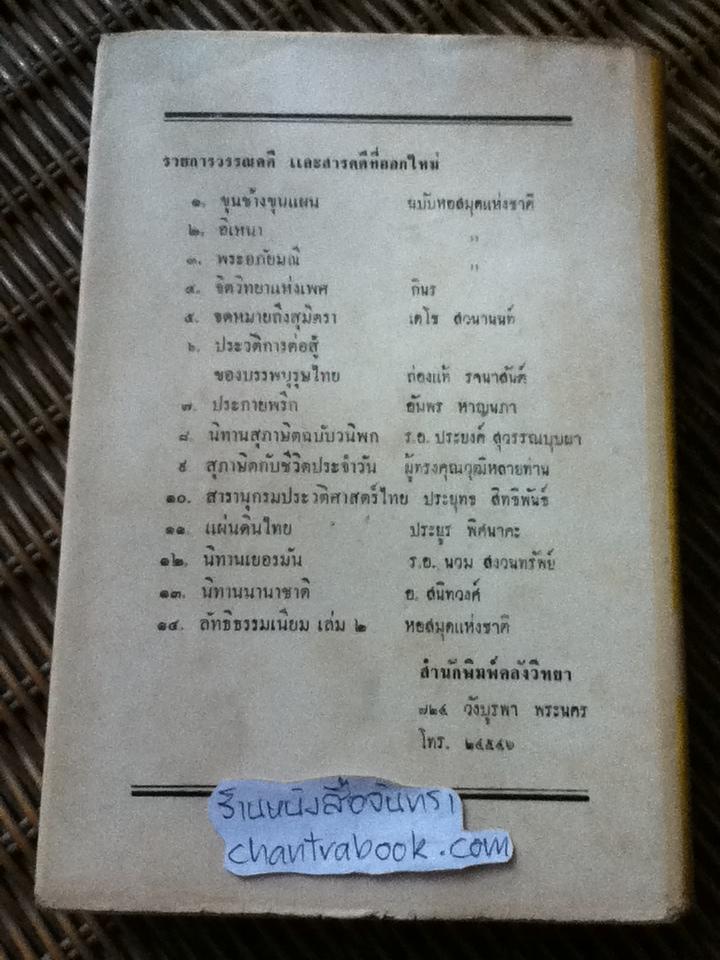 รายการวรรณคดี และสารคดีที่ออกใหม่
๑. ขุนช้างขุนแผน ฉบับหอสมุดแห่งชาติ
๒. อิเหนา "
๓. พระอภัยมณี "
๔. จิตวิทยาแห่งเพศ กินร
๕. จดหมายถึงสุมิตรา เดโช สวนานนท์
๖. ประวัติการต่อสู้
ของบรรพบุรุษไทย ถ่องแท้ รจนาสัณต์
๗. ประกายพริก อัมพร หาญนภา
๘. นิทานสุภาษิตฉบับวนิพก ร.อ. ประยงค์ สุวรรณบุบผา
๙ สุภาษิตกับชีวิตประจำวัน ผู้ทรงคุณวุฒิหลายท่าน
๑๐. สารานุกรมประวัติศาสตร์ไทย ประยุทธ สิทธิพันธ์
๑๑. แผ่นดินไทย ประยูร พิศนาคะ
๑๒. นิทานเยอรมัน ร.อ. นวม สงวนทรัพย์
๑๓. นิทานนานาชาติ อ. สนิทวงศ์
๑๔. ลัทธิธรรมเนียม เล่ม ๒ หอสมุดแห่งชาติ
สำนักพิมพ์คลังวิทยา
๗๒๔ วังบูรพา พระนคร
โทร. ๒๔๕๔๖
ร้านหนังสือจันทรา
chantrabook.com